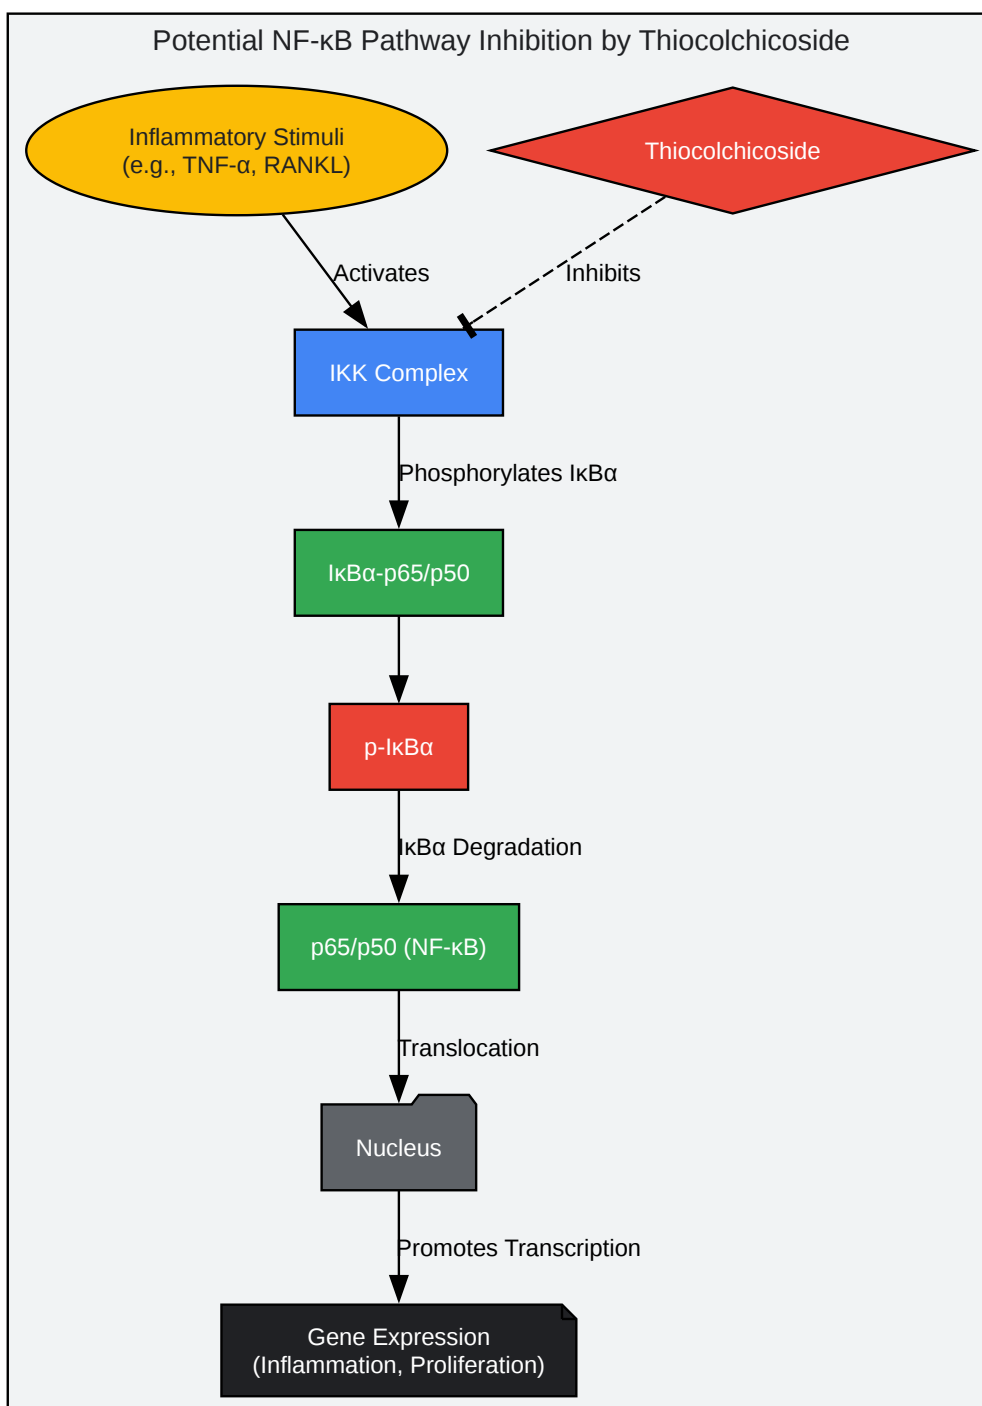 Potential NF-κB Pathway Inhibition by Thiocolchicoside
Inflammatory Stimuli
(e.g., TNF-α, RANKL)
Thiocolchicoside
Activates
Inhibits
IKK Complex
Phosphorylates IκBα
IκBα-p65/p50
p-IκBα
IκBα Degradation
p65/p50 (NF-κB)
Translocation
Nucleus
Promotes Transcription
Gene Expression
(Inflammation, Proliferation)